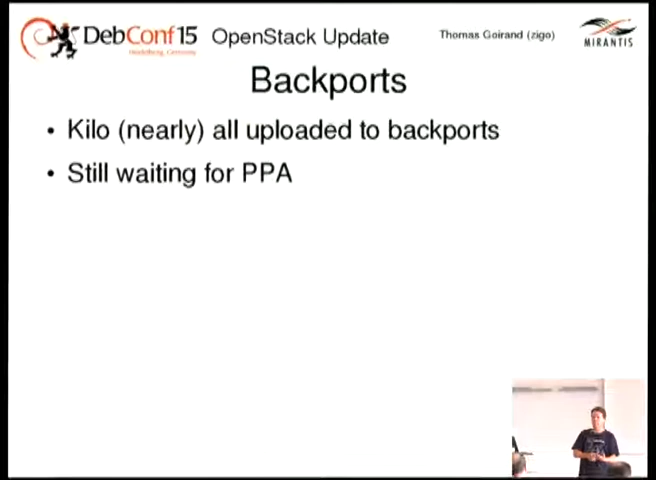 DebConf15 OpenStack Update Thomas Goirand (zigo)
Heidelberg, Germany
MIRANTIS
Backports
• Kilo (nearly) all uploaded to backports
• Still waiting for PPA